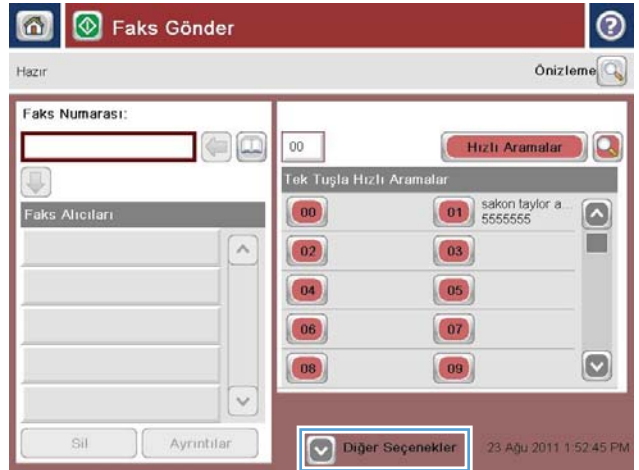 Faks Gönder
Hazır
Önizleme
Faks Numarası:
00
Hızlı Aramalar
Tek Tuşla Hızlı Aramalar
Faks Alıcıları
00
01
sakon taylor a...
5555555
02
03
04
05
06
07
08
09
Sil
Ayrıntılar
Diğer Seçenekler
23 Ağu 2011 1:52:45 PM